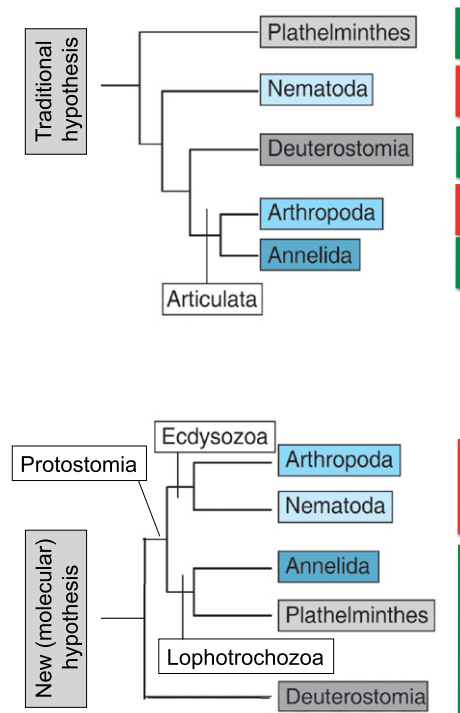 Traditional
hypothesis
Plathelminthes
Nematoda
Deuterostomia
Arthropoda
Annelida
Articulata
Ecdysozoa
Protostomia
Arthropoda
Nematoda
New (molecular)
hypothesis
Annelida
Plathelminthes
Lophotrochozoa
Deuterostomia